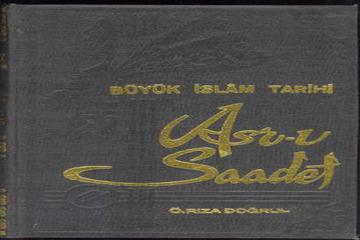 BÜYÜK İSLÂM TARİHİ
Asr-ı
Saadet
Ö. RIZA DOĞRUL